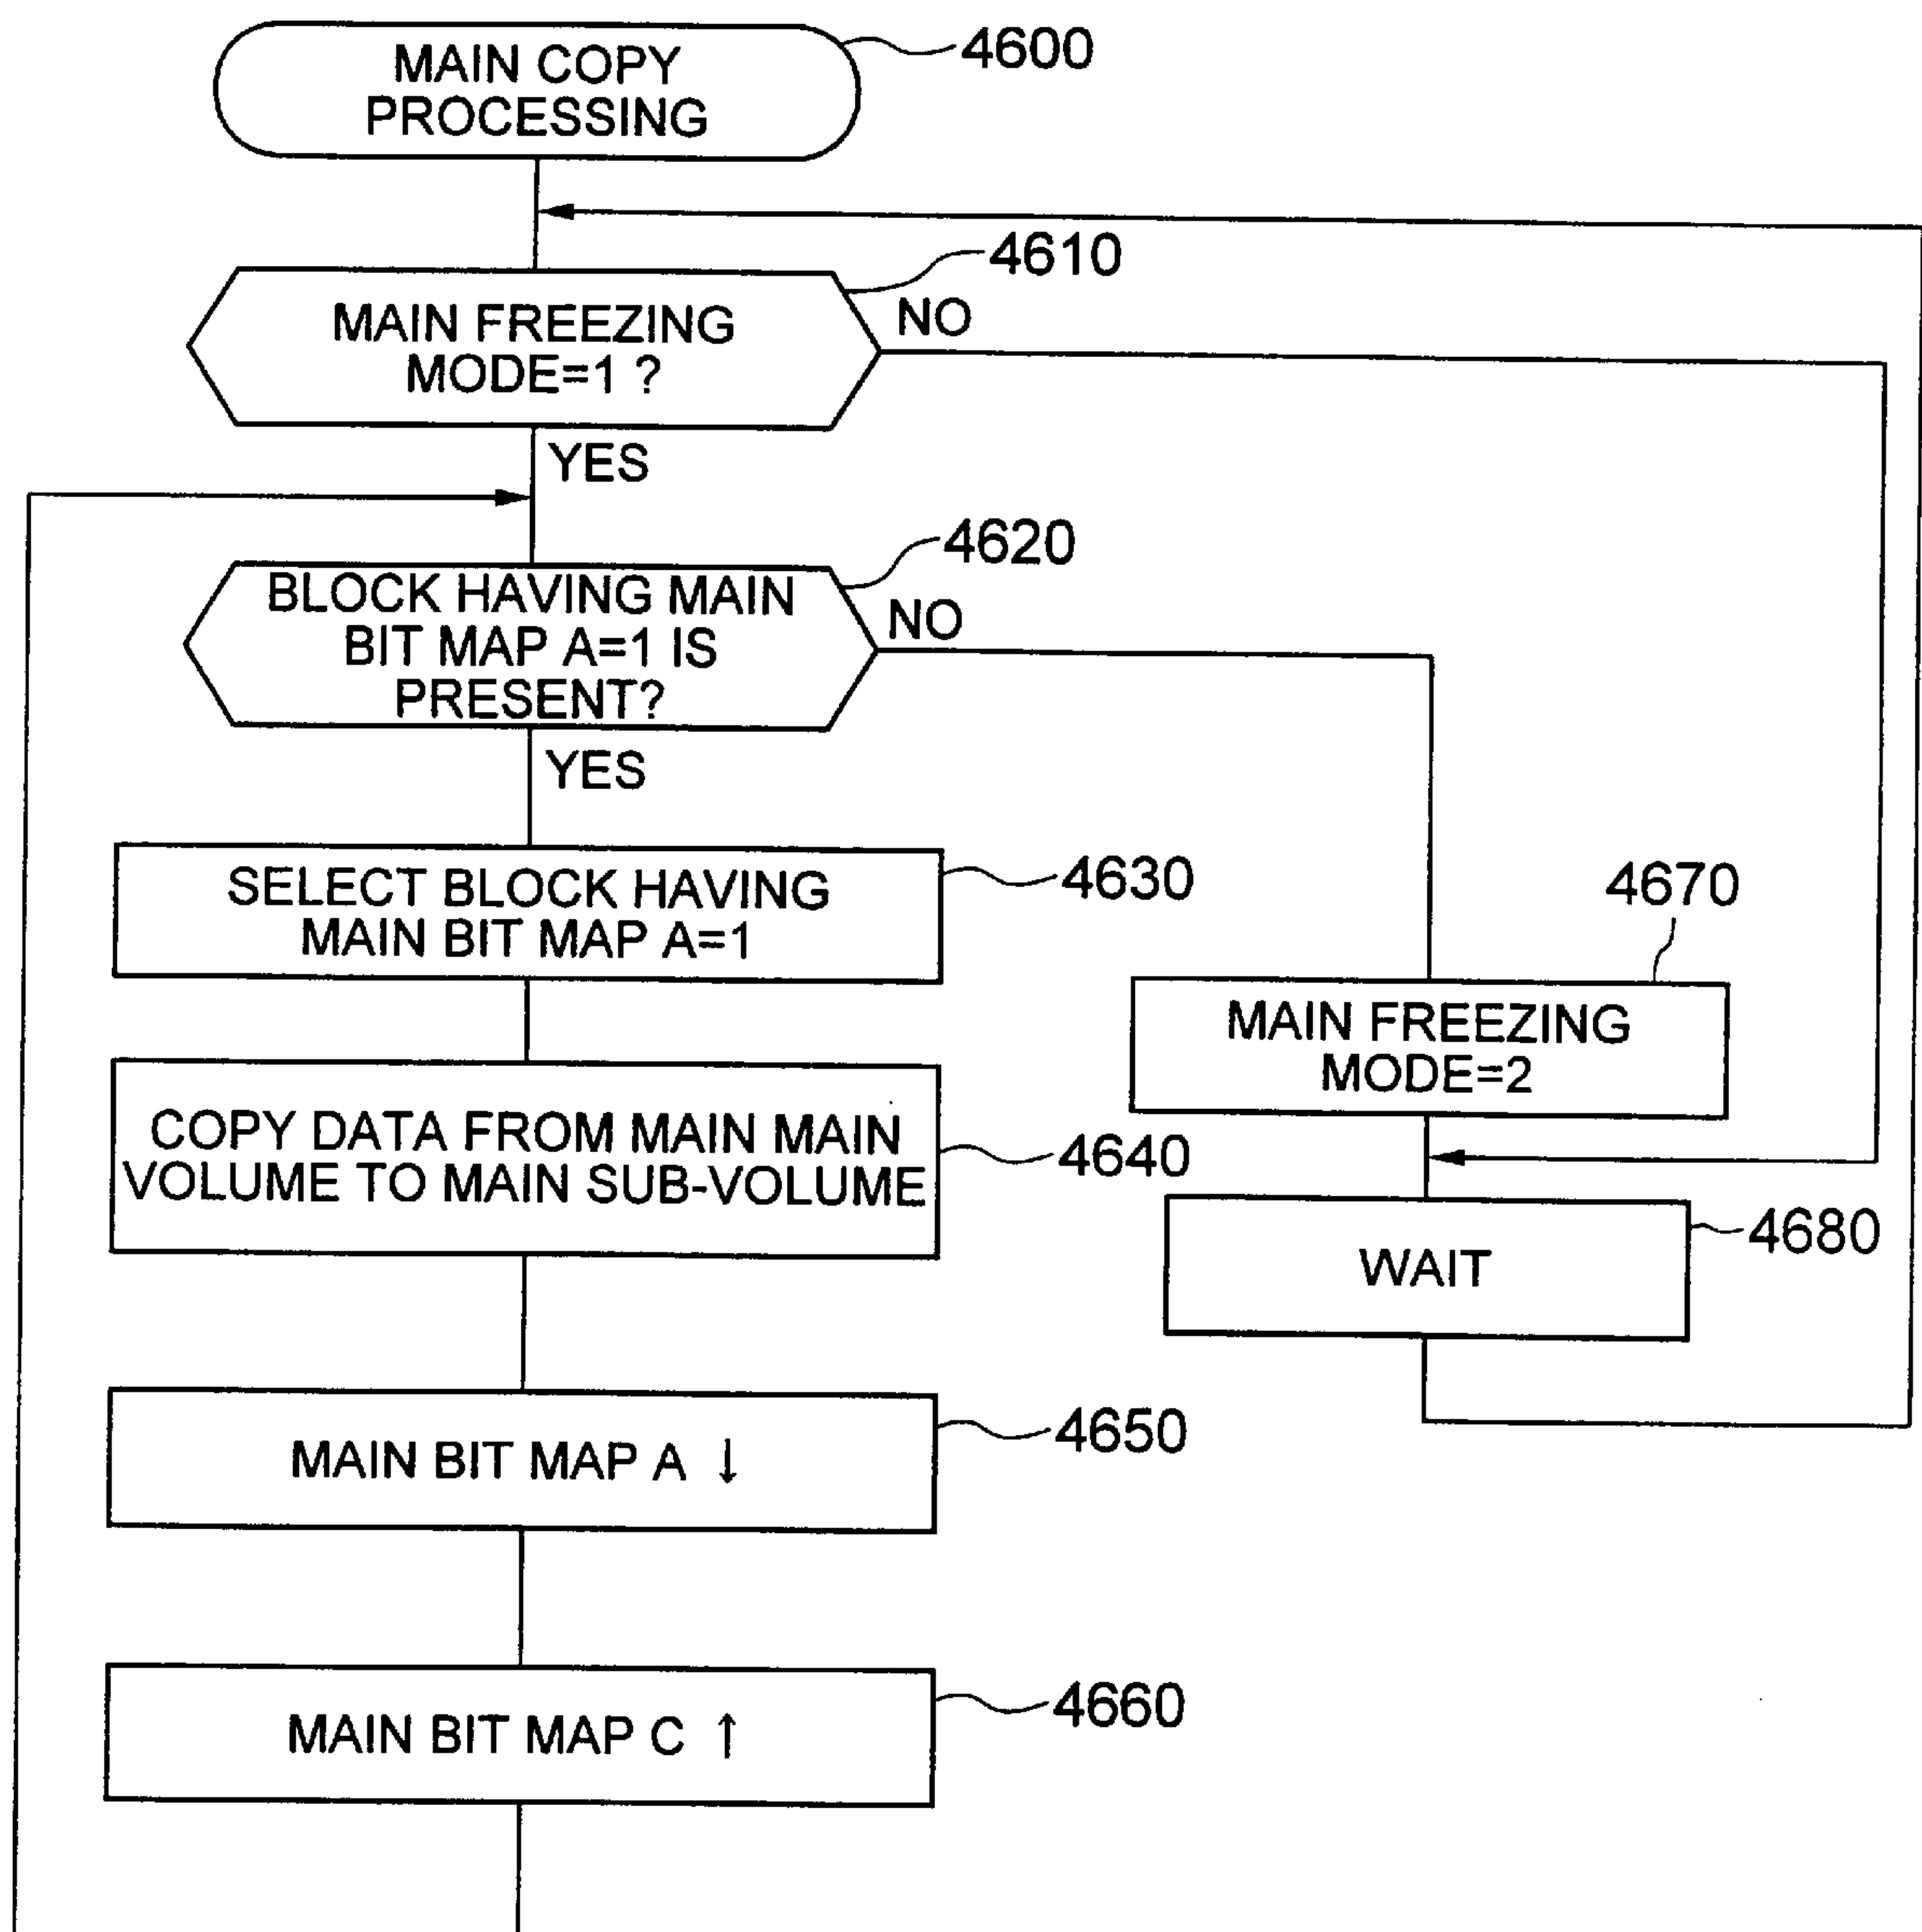 MAIN COPY
PROCESSING
4600
4610
MAIN FREEZING
MODE=1 ?
NO
YES
4620
BLOCK HAVING MAIN
BIT MAP A=1 IS
PRESENT?
NO
YES
SELECT BLOCK HAVING
MAIN BIT MAP A=1
4630
4670
MAIN FREEZING
MODE=2
COPY DATA FROM MAIN MAIN
VOLUME TO MAIN SUB-VOLUME
4640
WAIT
4680
MAIN BIT MAP A ↓
4650
MAIN BIT MAP C ↑
4660